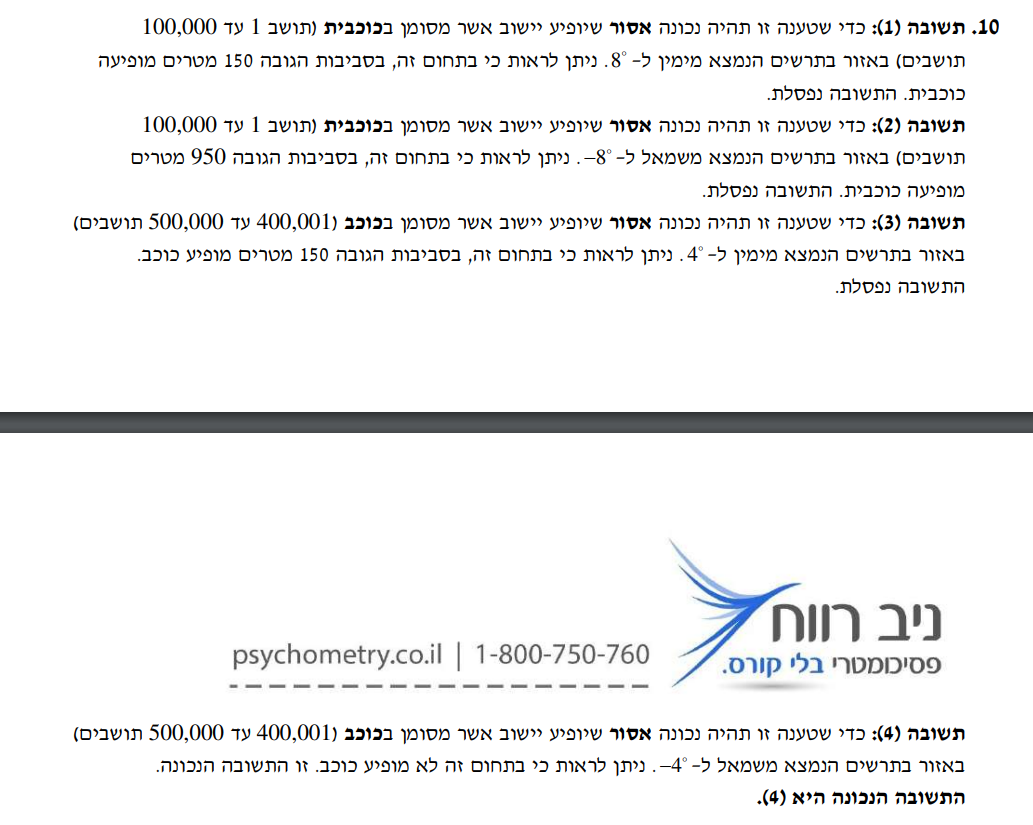 10. תשובה (1): כדי שטענה זו תהיה נכונה אסור שיופיע יישוב אשר מסומן בכוכבית (תושב 1 עד 100,000
תושבים) באזור בתרשים הנמצא מימין ל- 8°. ניתן לראות כי בתחום זה, בסביבות הגובה 150 מטרים מופיעה
כוכבית. התשובה נפסלת.
תשובה (2): כדי שטענה זו תהיה נכונה אסור שיופיע יישוב אשר מסומן בכוכבית (תושב 1 עד 100,000
תושבים) באזור בתרשים הנמצא משמאל ל- −8°. ניתן לראות כי בתחום זה, בסביבות הגובה 950 מטרים
מופיעה כוכבית. התשובה נפסלת.
תשובה (3): כדי שטענה זו תהיה נכונה אסור שיופיע יישוב אשר מסומן בכוכב (400,001 עד 500,000 תושבים)
באזור בתרשים הנמצא מימין ל- 4°. ניתן לראות כי בתחום זה, בסביבות הגובה 150 מטרים מופיע כוכב.
התשובה נפסלת.
ניב רווח
פסיכומטרי בלי קורס.
psychometry.co.il | 1-800-750-760
תשובה (4): כדי שטענה זו תהיה נכונה אסור שיופיע יישוב אשר מסומן בכוכב (400,001 עד 500,000 תושבים)
באזור בתרשים הנמצא משמאל ל- −4°. ניתן לראות כי בתחום זה לא מופיע כוכב. זו התשובה הנכונה.
התשובה הנכונה היא (4).